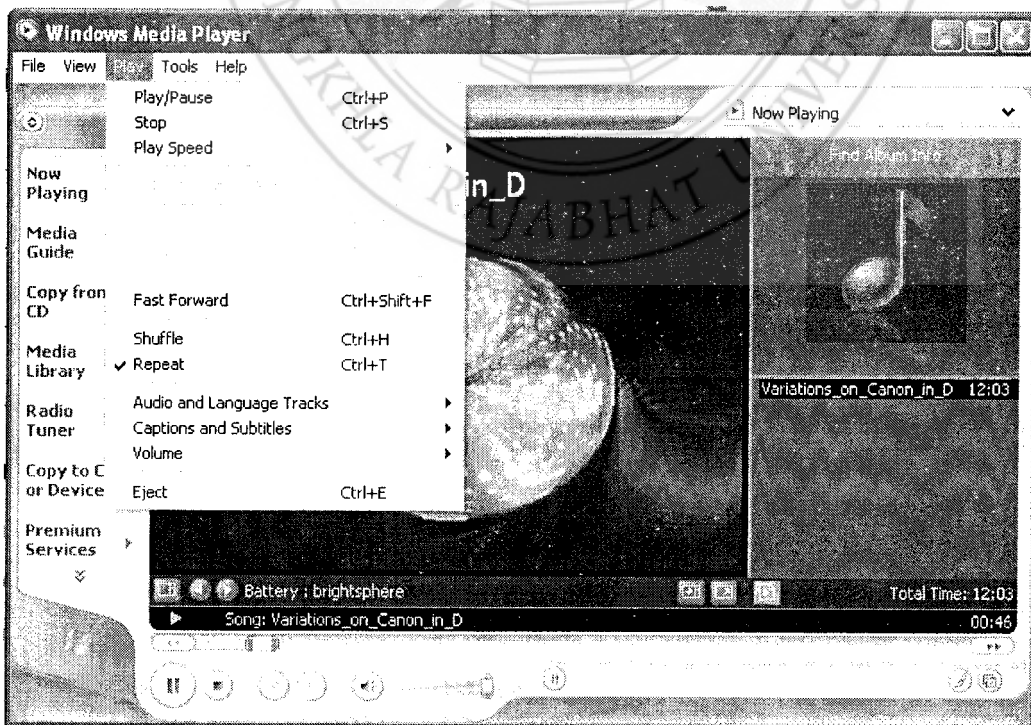 Windows Media Player
File View Play Tools Help
Play/Pause Ctrl+P
Stop Ctrl+S
Play Speed
Fast Forward Ctrl+Shift+F
Shuffle Ctrl+H
Repeat Ctrl+T
Audio and Language Tracks
Captions and Subtitles
Volume
Eject Ctrl+E
Now
Playing
Media
Guide
Copy from
CD
Media
Library
Radio
Tuner
Copy to C
or Device
Premium
Services
in_D
RAJABHAT
Now Playing
Find Album Info
Variations_on_Canon_in_D 12:03
Battery : brightsphere
Total Time: 12:03
Song: Variations_on_Canon_in_D
00:46